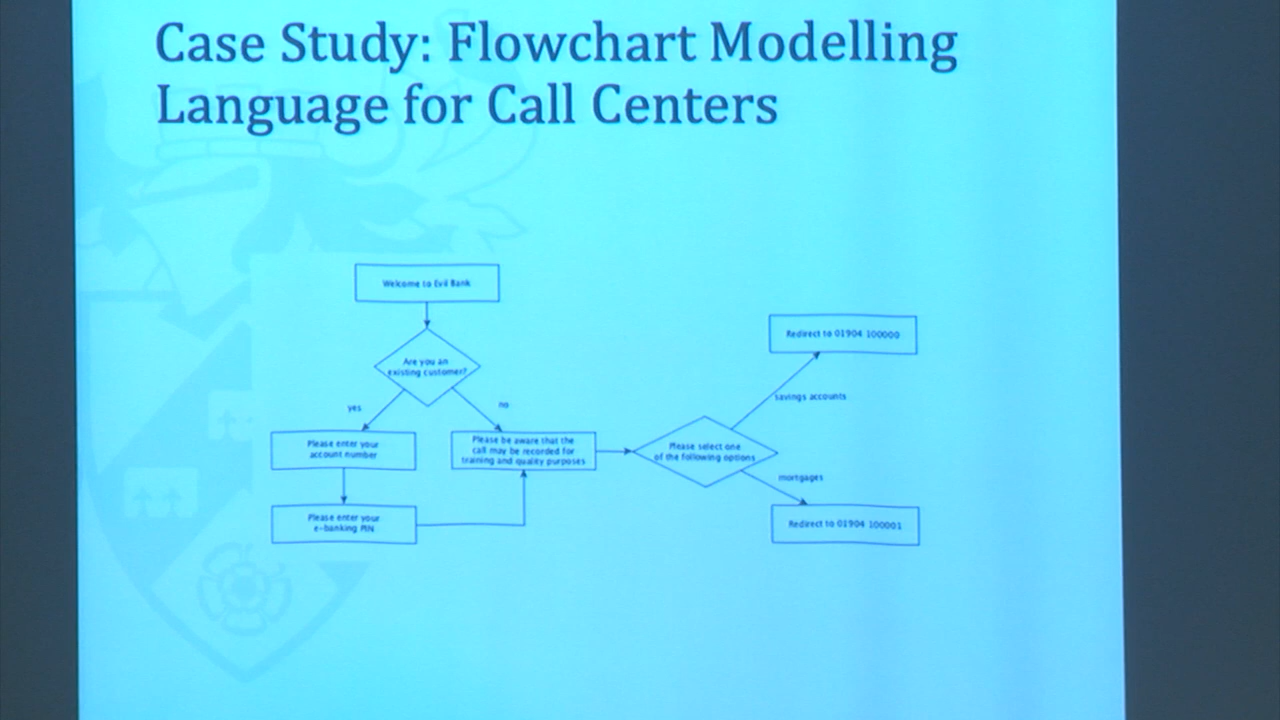 Case Study: Flowchart Modelling
Language for Call Centers
Welcome to Evil Bank
Are you an
existing customer?
yes
no
Please enter your
account number
Please be aware that the
call may be recorded for
training and quality purposes
Please enter your
e-banking PIN
Please select one
of the following options
savings accounts
mortgages
Redirect to 01904 100000
Redirect to 01904 100001